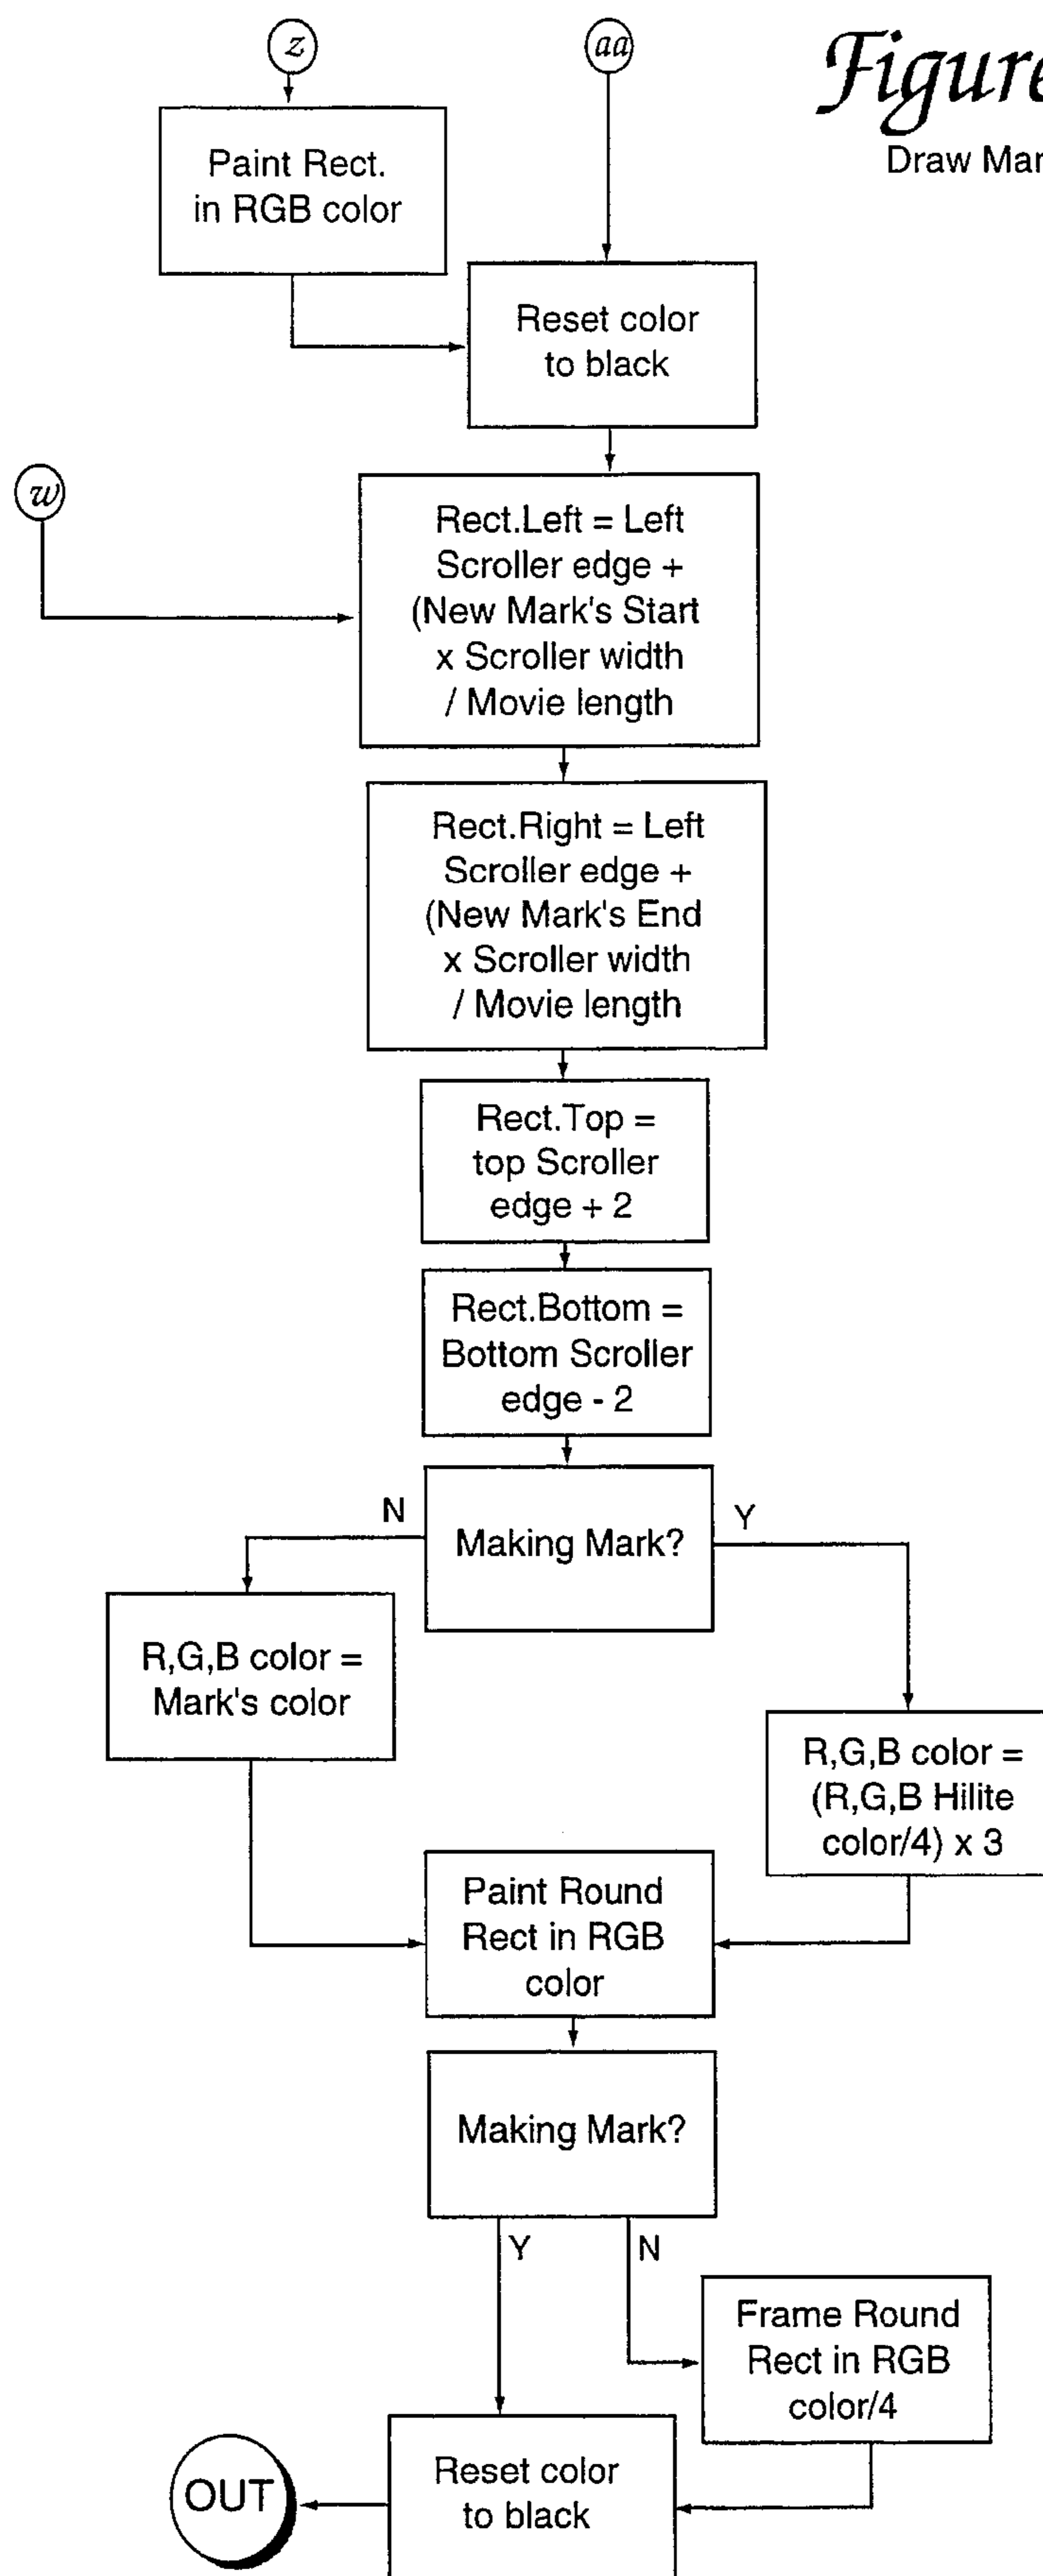 z
aa
Figure
Draw Mar
Paint Rect.
in RGB color
Reset color
to black
w
Rect.Left = Left
Scroller edge +
(New Mark's Start
x Scroller width
/ Movie length
Rect.Right = Left
Scroller edge +
(New Mark's End
x Scroller width
/ Movie length
Rect.Top =
top Scroller
edge + 2
Rect.Bottom =
Bottom Scroller
edge - 2
N
Making Mark?
Y
R,G,B color =
Mark's color
R,G,B color =
(R,G,B Hilite
color/4) x 3
Paint Round
Rect in RGB
color
Making Mark?
Y
N
Frame Round
Rect in RGB
color/4
Reset color
to black
OUT